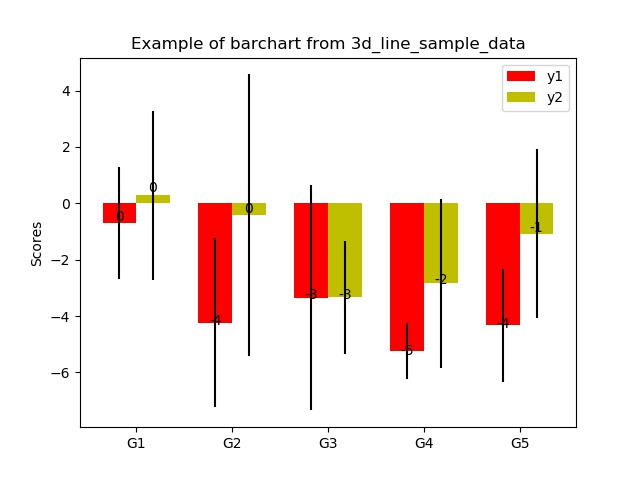 Example of barchart from 3d_line_sample_data
y1
y2
4
2
0
−2
−4
−6
Scores
0
0
-4
0
-3
-3
-5
-2
-4
-1
G1
G2
G3
G4
G5